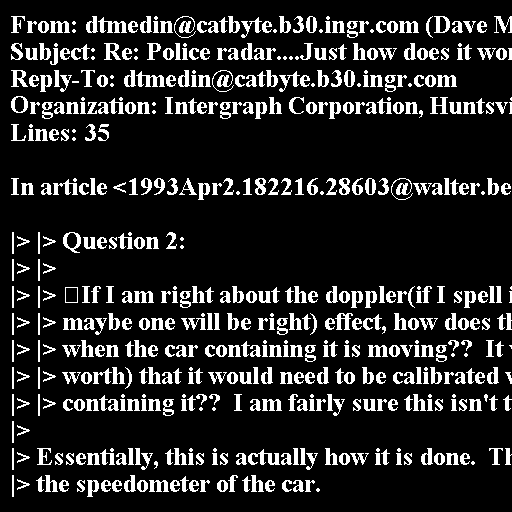 From: dtmedin@catbyte.b30.ingr.com (Dave M
Subject: Re: Police radar....Just how does it wor
Reply-To: dtmedin@catbyte.b30.ingr.com
Organization: Intergraph Corporation, Huntsvi
Lines: 35

In article <1993Apr2.182216.28603@walter.be

|> |> Question 2:
|> |>
|> |> If I am right about the doppler(if I spell i
|> |> maybe one will be right) effect, how does th
|> |> when the car containing it is moving??  It
|> |> worth) that it would need to be calibrated
|> |> containing it??  I am fairly sure this isn't t
|>
|> Essentially, this is actually how it is done.  Th
|> the speedometer of the car.